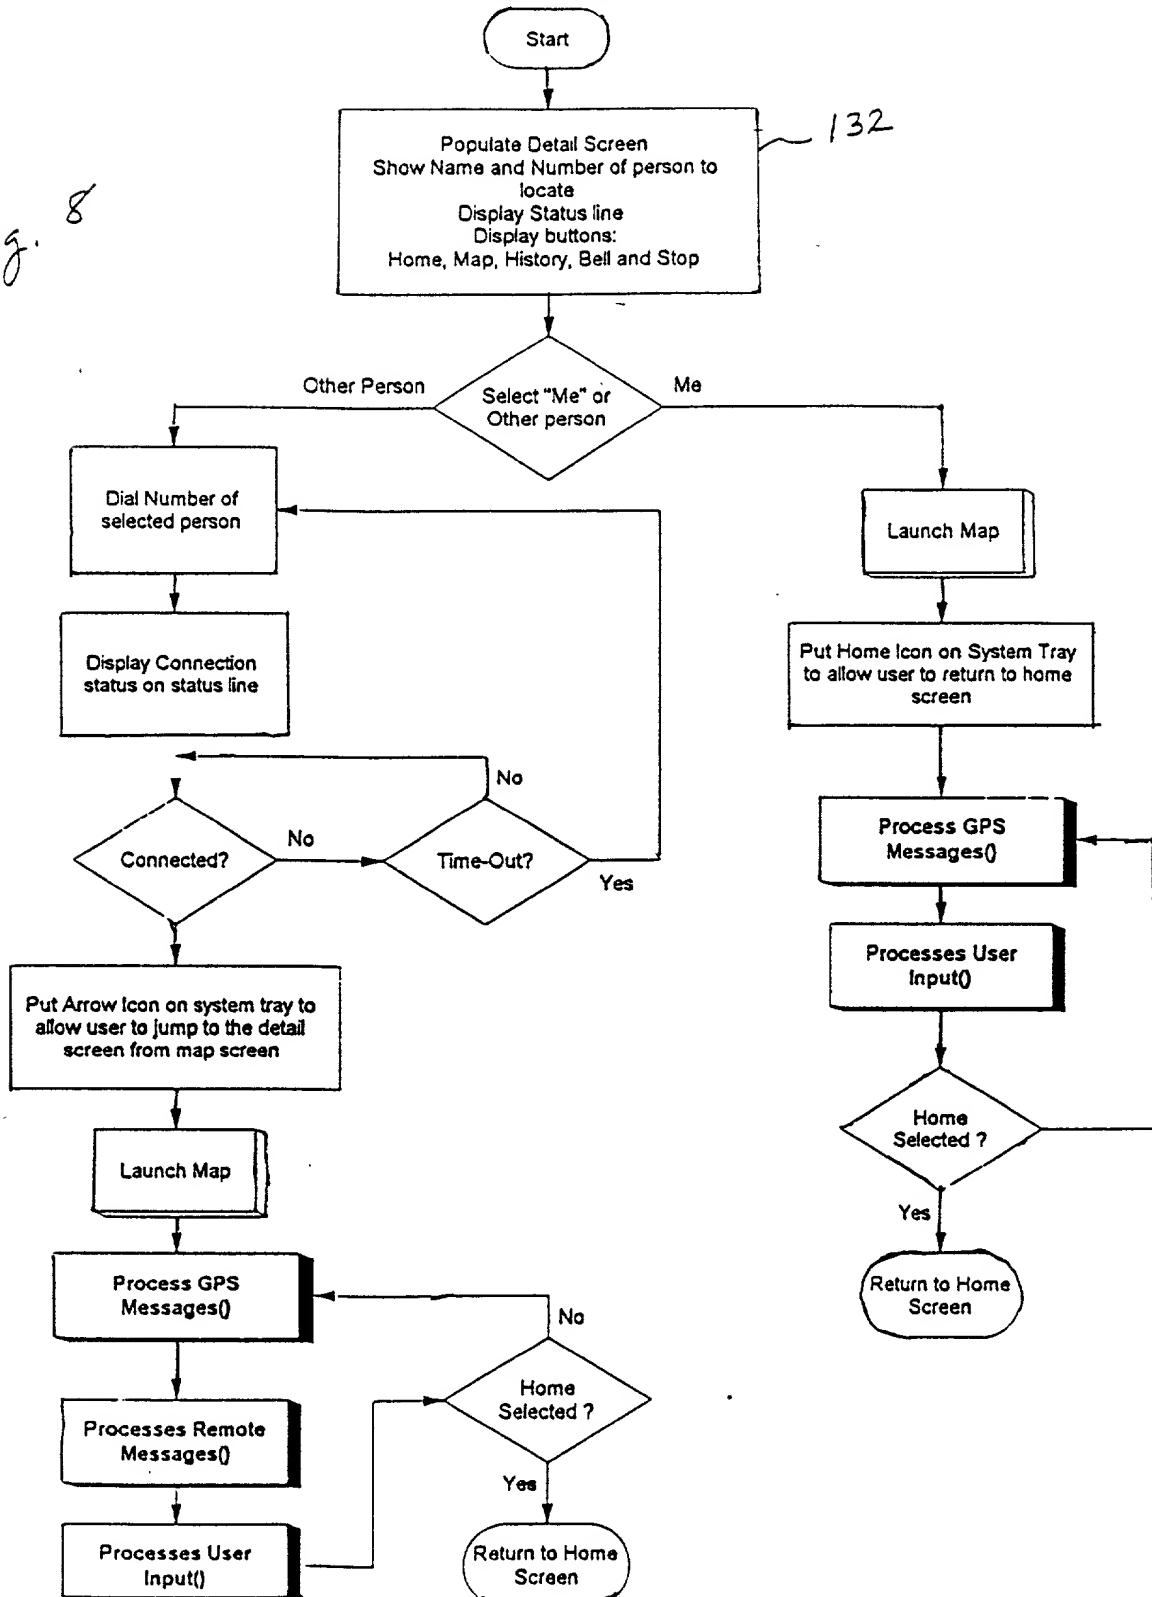 Start
132
Populate Detail Screen
Show Name and Number of person to
locate
Display Status line
Display buttons:
Home, Map, History, Bell and Stop
g. 8
Select "Me" or
Other person
Other Person
Me
Dial Number of
selected person
Launch Map
Display Connection
status on status line
Put Home Icon on System Tray
to allow user to return to home
screen
No
Connected?
No
Time-Out?
Yes
Process GPS
Messages()
Processes User
Input()
Put Arrow Icon on system tray to
allow user to jump to the detail
screen from map screen
Home
Selected ?
Launch Map
Yes
Return to Home
Screen
Process GPS
Messages()
No
Home
Selected ?
Processes Remote
Messages()
Yes
Processes User
Input()
Return to Home
Screen